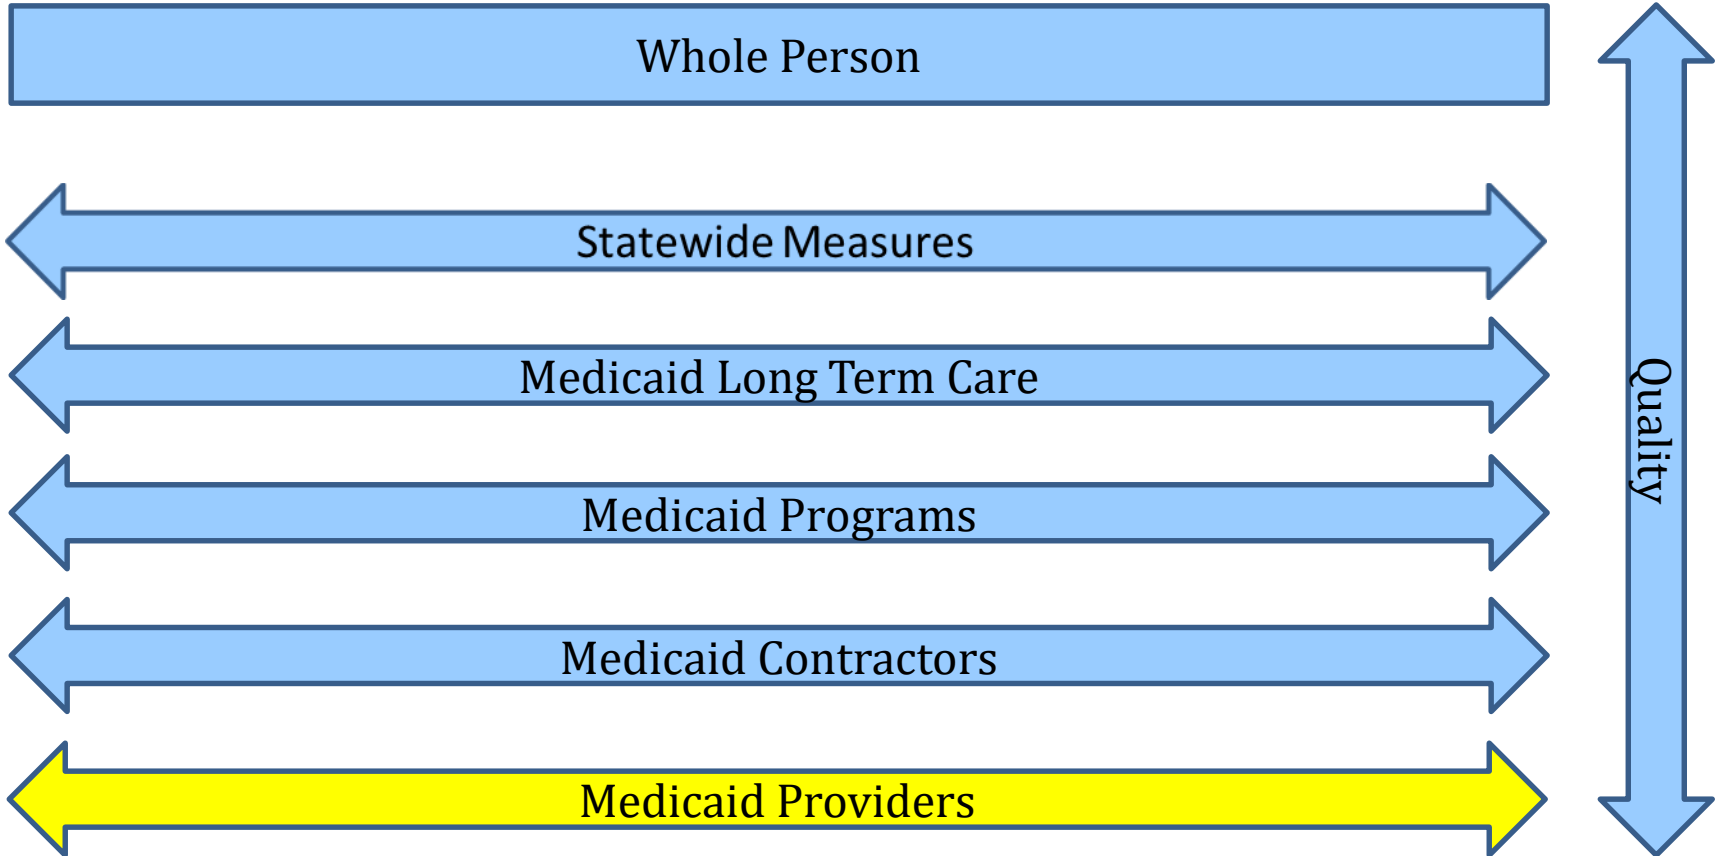 Whole Person
Statewide Measures
Medicaid Long Term Care
Medicaid Programs
Medicaid Contractors
Medicaid Providers
Quality